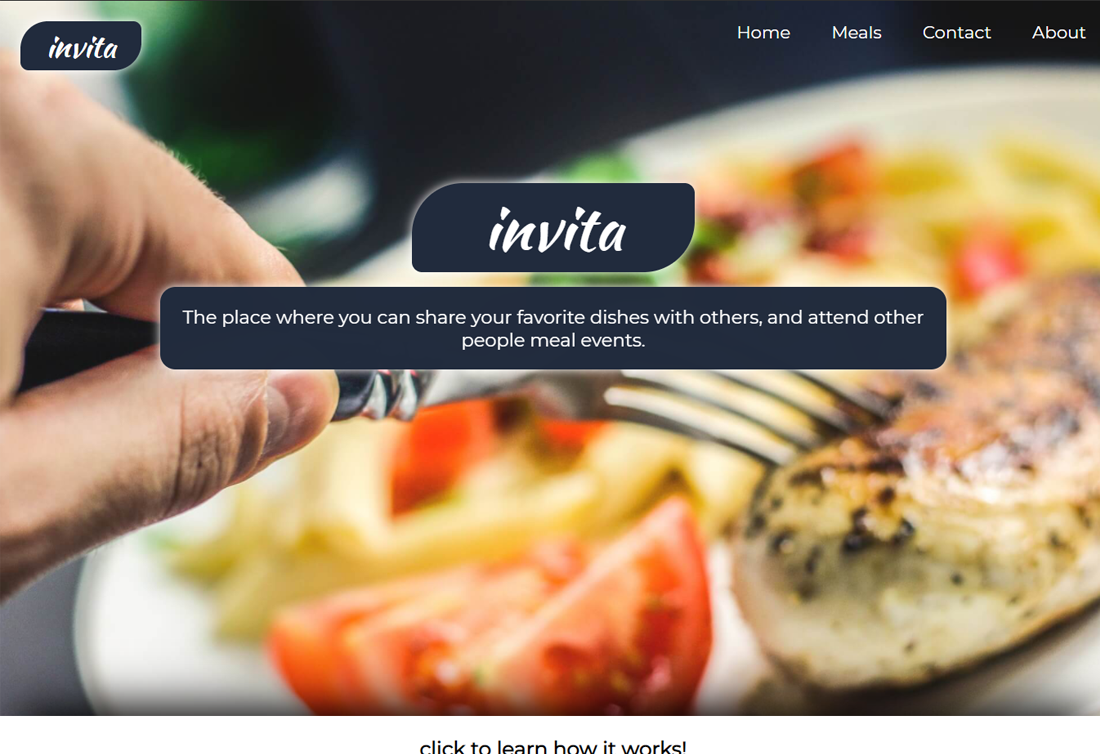 invita
Home Meals Contact About
invita
The place where you can share your favorite dishes with others, and attend other
people meal events.
click to learn how it works!